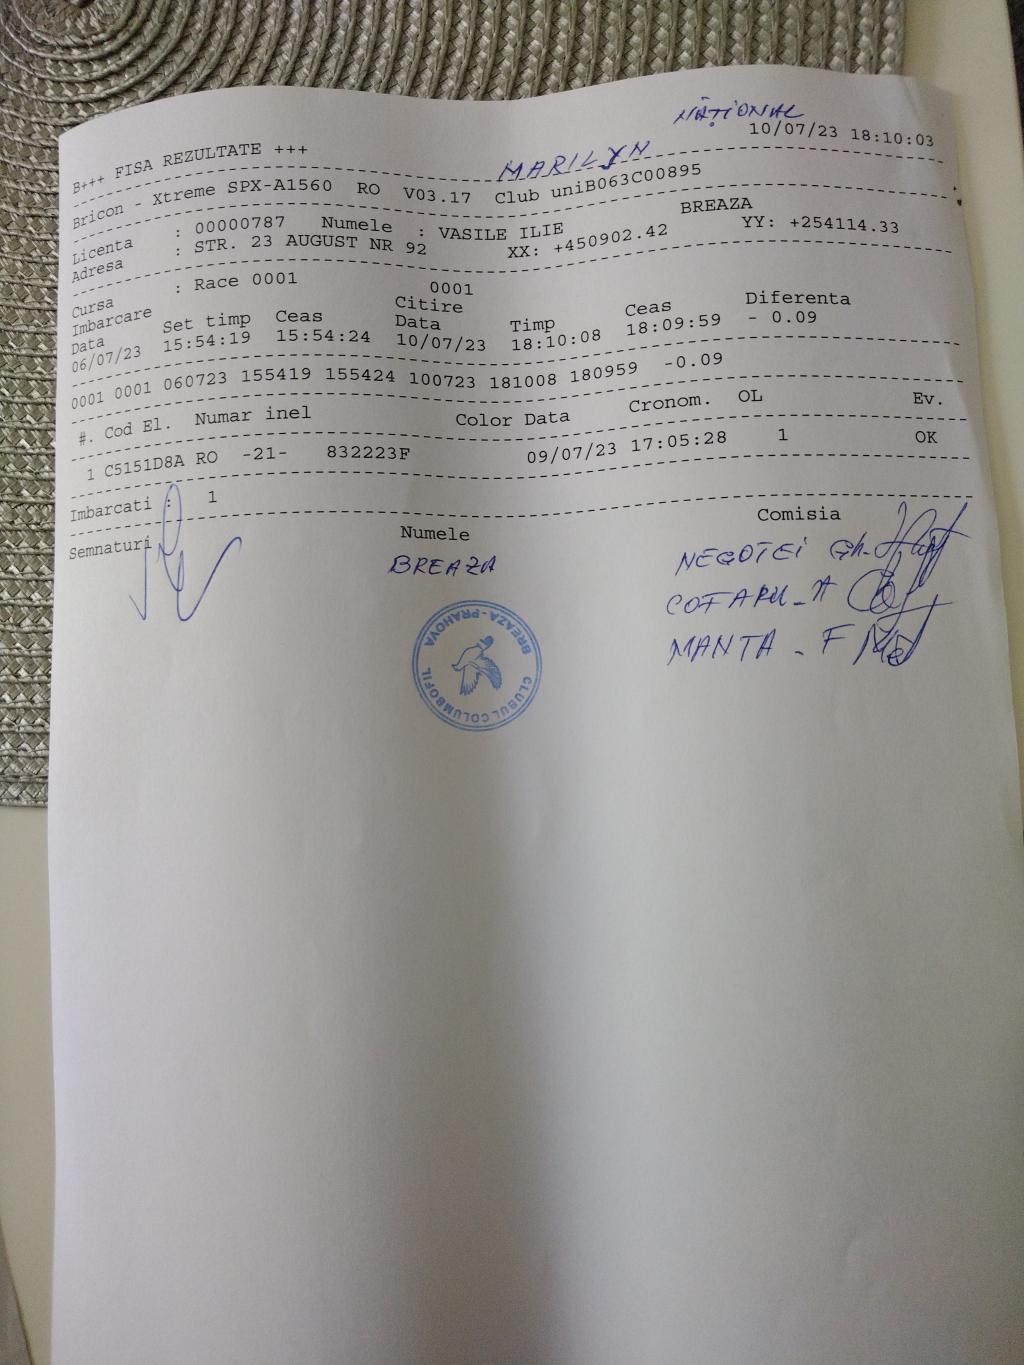 NAȚIONAL
B+++ FISA REZULTATE +++ MARILYN 10/07/23 18:10:03
Bricon - Xtreme SPX-A1560 RO V03.17 Club uniB063C00895
Licenta : 00000787 Numele : VASILE ILIE BREAZA
Adresa : STR. 23 AUGUST NR 92 XX: +450902.42 YY: +254114.33
Cursa : Race 0001 0001
Imbarcare Citire
Data Set timp Ceas Data Timp Ceas Diferenta
06/07/23 15:54:19 15:54:24 10/07/23 18:10:08 18:09:59 - 0.09
0001 0001 060723 155419 155424 100723 181008 180959 -0.09
#. Cod El. Numar inel Color Data Cronom. OL Ev.
1 C5151D8A RO -21- 832223F 09/07/23 17:05:28 1 OK
Imbarcati : 1
Semnaturi Numele Comisia
BREAZA NEGOTEI Gh.
COFARU - A
MANTA - F
CLUBUL COLUMBOFIL
BREAZA-PRAHOVA